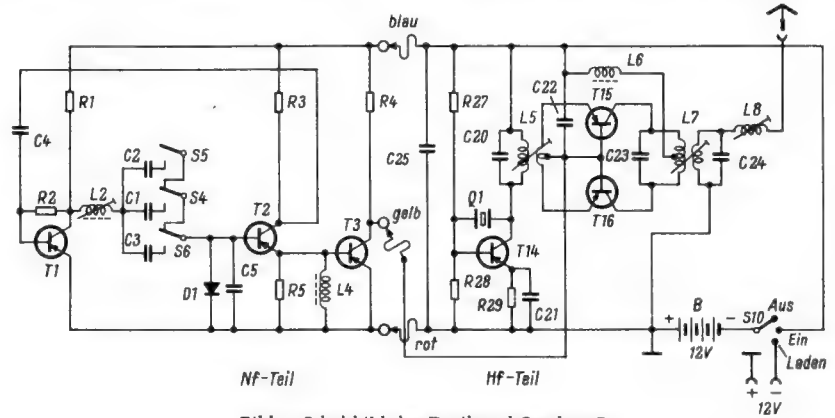 blau
R1
R3
R4
C25
R27
C22
L6
T15
L5
L7
L8
C4
C2
S5
C20
C23
C24
R2
L2
C1
S4
T2
gelb
Q1
T16
T1
C3
S6
T3
T14
D1
C5
R5
L4
R28
R29
C21
+ B - S10 Aus
12V
Ein
Laden
rot
Nf-Teil
Hf-Teil
+ -
12V